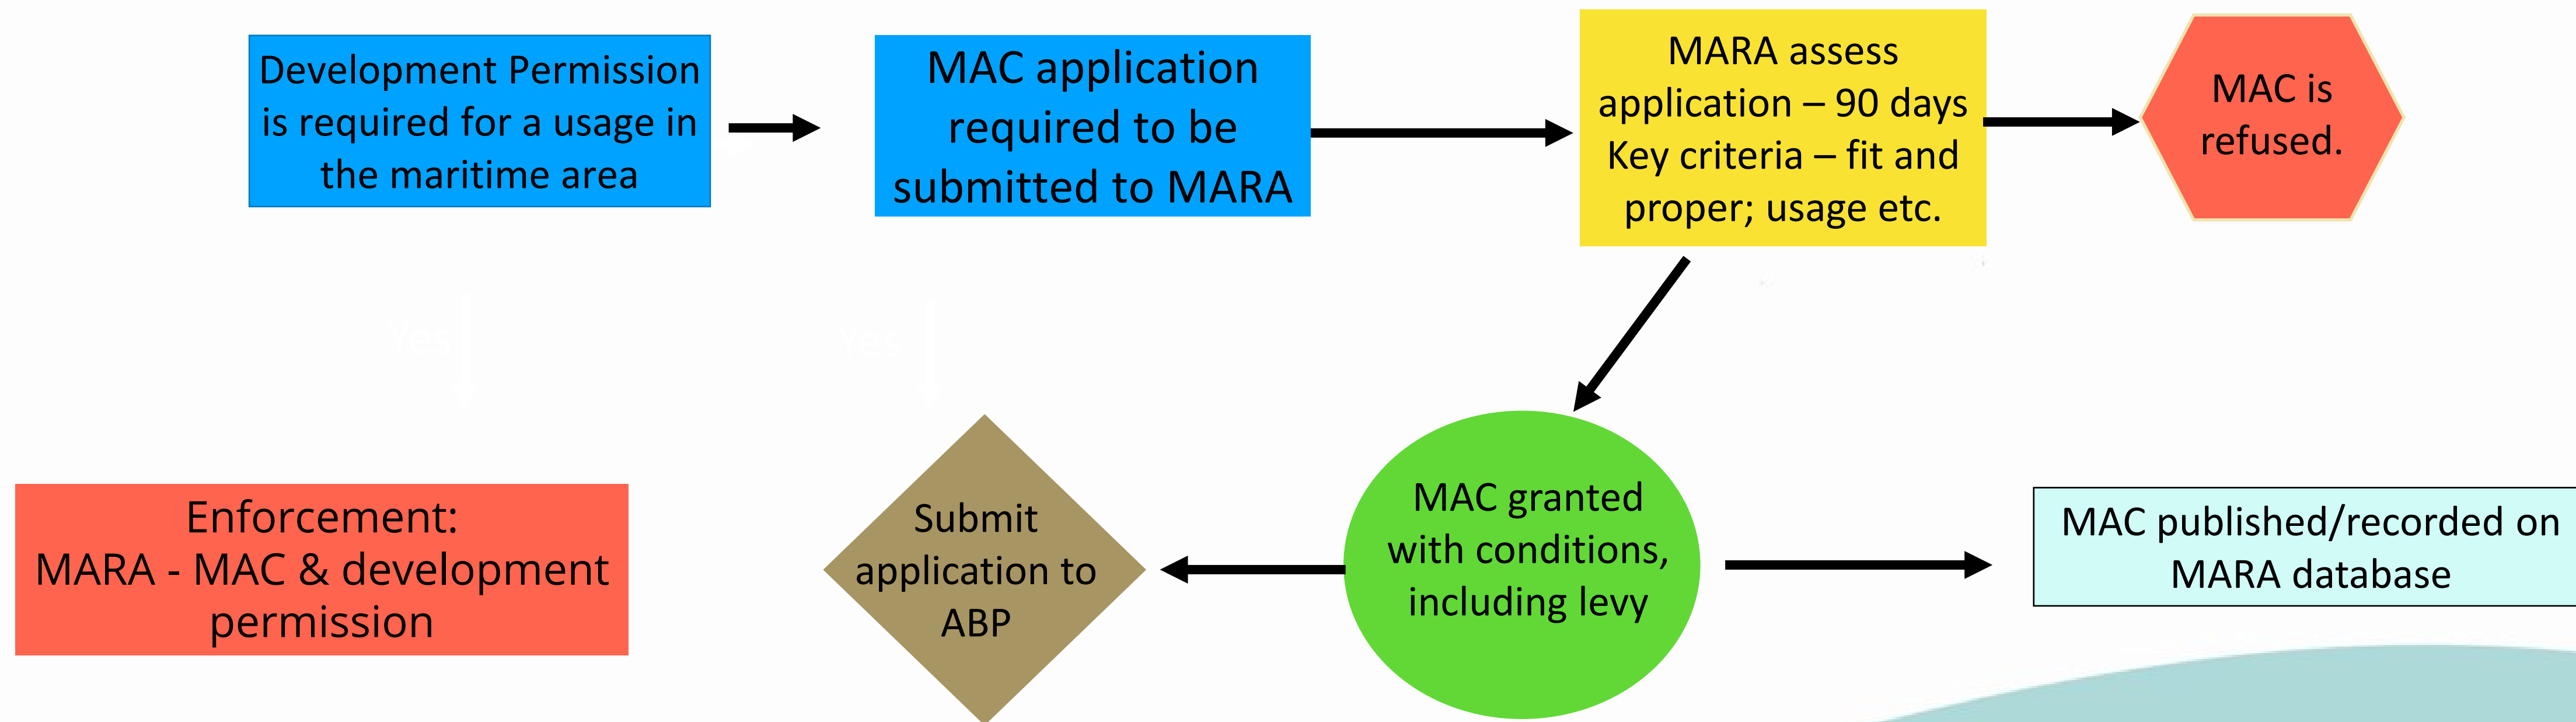 Development Permission
is required for a usage in
the maritime area
MAC application
required to be
submitted to MARA
MARA assess
application – 90 days
Key criteria – fit and
proper; usage etc.
MAC is
refused.
Yes
Yes
Enforcement:
MARA - MAC & development
permission
Submit
application to
ABP
MAC granted
with conditions,
including levy
MAC published/recorded on
MARA database